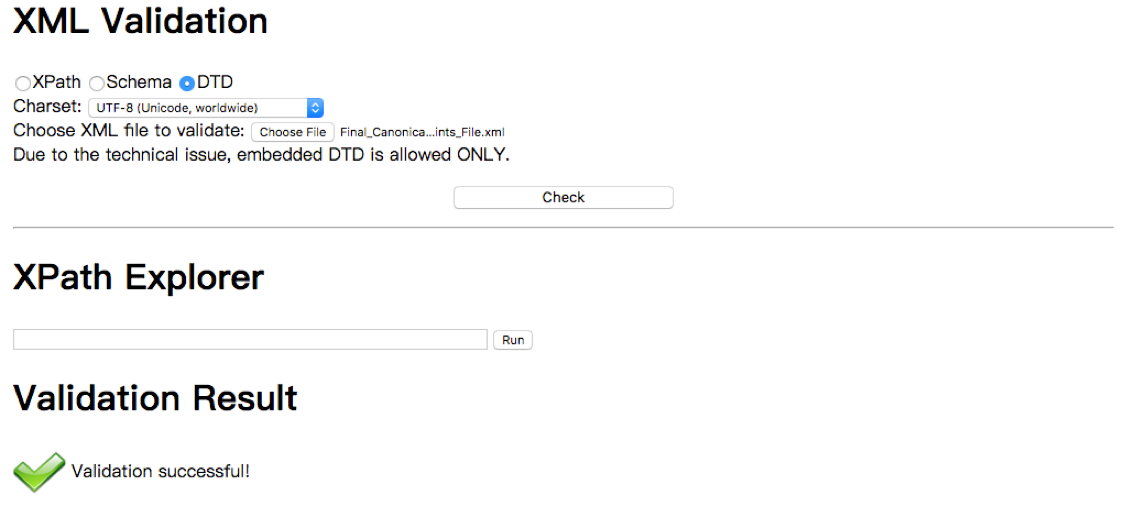 XML Validation
XPath Schema DTD
Charset: UTF-8 (Unicode, worldwide)
Choose XML file to validate: Choose File Final_Canonica...ints_File.xml
Due to the technical issue, embedded DTD is allowed ONLY.
Check
XPath Explorer
Run
Validation Result
Validation successful!